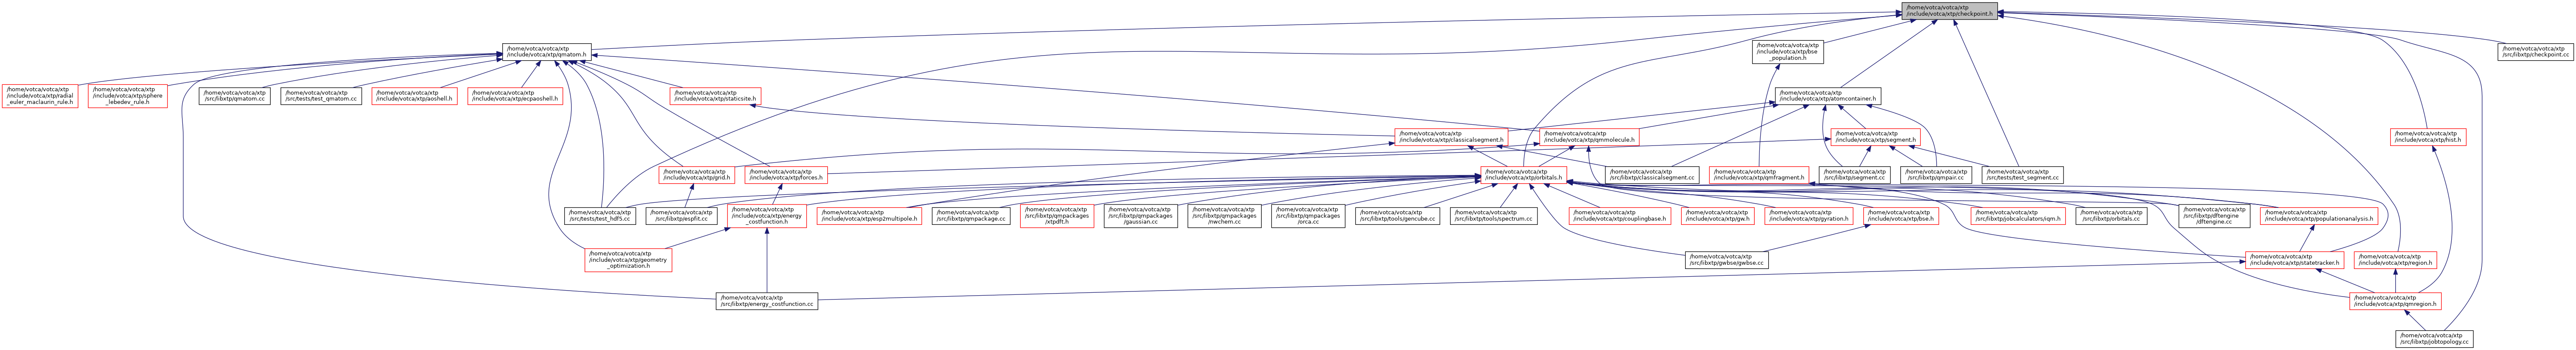 /home/votca/votca/xtp
/include/votca/xtp/checkpoint.h
/home/votca/votca/xtp
/include/votca/xtp/qmatom.h
/home/votca/votca/xtp
/include/votca/xtp/bse
_population.h
/home/votca/votca/xtp
/src/libxtp/checkpoint.cc
/home/votca/votca/xtp
/include/votca/xtp/radial
_euler_maclaurin_rule.h
/home/votca/votca/xtp
/include/votca/xtp/sphere
_lebedev_rule.h
/home/votca/votca/xtp
/src/libxtp/qmatom.cc
/home/votca/votca/xtp
/src/tests/test_qmatom.cc
/home/votca/votca/xtp
/include/votca/xtp/aoshell.h
/home/votca/votca/xtp
/include/votca/xtp/ecpaoshell.h
/home/votca/votca/xtp
/include/votca/xtp/staticsite.h
/home/votca/votca/xtp
/include/votca/xtp/atomcontainer.h
/home/votca/votca/xtp
/include/votca/xtp/classicalsegment.h
/home/votca/votca/xtp
/include/votca/xtp/qmmolecule.h
/home/votca/votca/xtp
/include/votca/xtp/segment.h
/home/votca/votca/xtp
/include/votca/xtp/hist.h
/home/votca/votca/xtp
/include/votca/xtp/grid.h
/home/votca/votca/xtp
/include/votca/xtp/forces.h
/home/votca/votca/xtp
/include/votca/xtp/orbitals.h
/home/votca/votca/xtp
/src/libxtp/classicalsegment.cc
/home/votca/votca/xtp
/include/votca/xtp/qmfragment.h
/home/votca/votca/xtp
/src/libxtp/segment.cc
/home/votca/votca/xtp
/src/libxtp/qmpair.cc
/home/votca/votca/xtp
/src/tests/test_segment.cc
/home/votca/votca/xtp
/src/tests/test_hdf5.cc
/home/votca/votca/xtp
/src/libxtp/espfit.cc
/home/votca/votca/xtp
/include/votca/xtp/energy
_costfunction.h
/home/votca/votca/xtp
/include/votca/xtp/esp2multipole.h
/home/votca/votca/xtp
/src/libxtp/qmpackage.cc
/home/votca/votca/xtp
/src/libxtp/qmpackages
/xtpdft.h
/home/votca/votca/xtp
/src/libxtp/qmpackages
/gaussian.cc
/home/votca/votca/xtp
/src/libxtp/qmpackages
/nwchem.cc
/home/votca/votca/xtp
/src/libxtp/qmpackages
/orca.cc
/home/votca/votca/xtp
/src/libxtp/tools/gencube.cc
/home/votca/votca/xtp
/src/libxtp/tools/spectrum.cc
/home/votca/votca/xtp
/include/votca/xtp/couplingbase.h
/home/votca/votca/xtp
/include/votca/xtp/gw.h
/home/votca/votca/xtp
/include/votca/xtp/gyration.h
/home/votca/votca/xtp
/include/votca/xtp/bse.h
/home/votca/votca/xtp
/src/libxtp/jobcalculators/iqm.h
/home/votca/votca/xtp
/src/libxtp/orbitals.cc
/home/votca/votca/xtp
/src/libxtp/dftengine
/dftengine.cc
/home/votca/votca/xtp
/include/votca/xtp/populationanalysis.h
/home/votca/votca/xtp
/include/votca/xtp/geometry
_optimization.h
/home/votca/votca/xtp
/src/libxtp/gwbse/gwbse.cc
/home/votca/votca/xtp
/include/votca/xtp/statetracker.h
/home/votca/votca/xtp
/include/votca/xtp/region.h
/home/votca/votca/xtp
/src/libxtp/energy_costfunction.cc
/home/votca/votca/xtp
/include/votca/xtp/qmregion.h
/home/votca/votca/xtp
/src/libxtp/jobtopology.cc